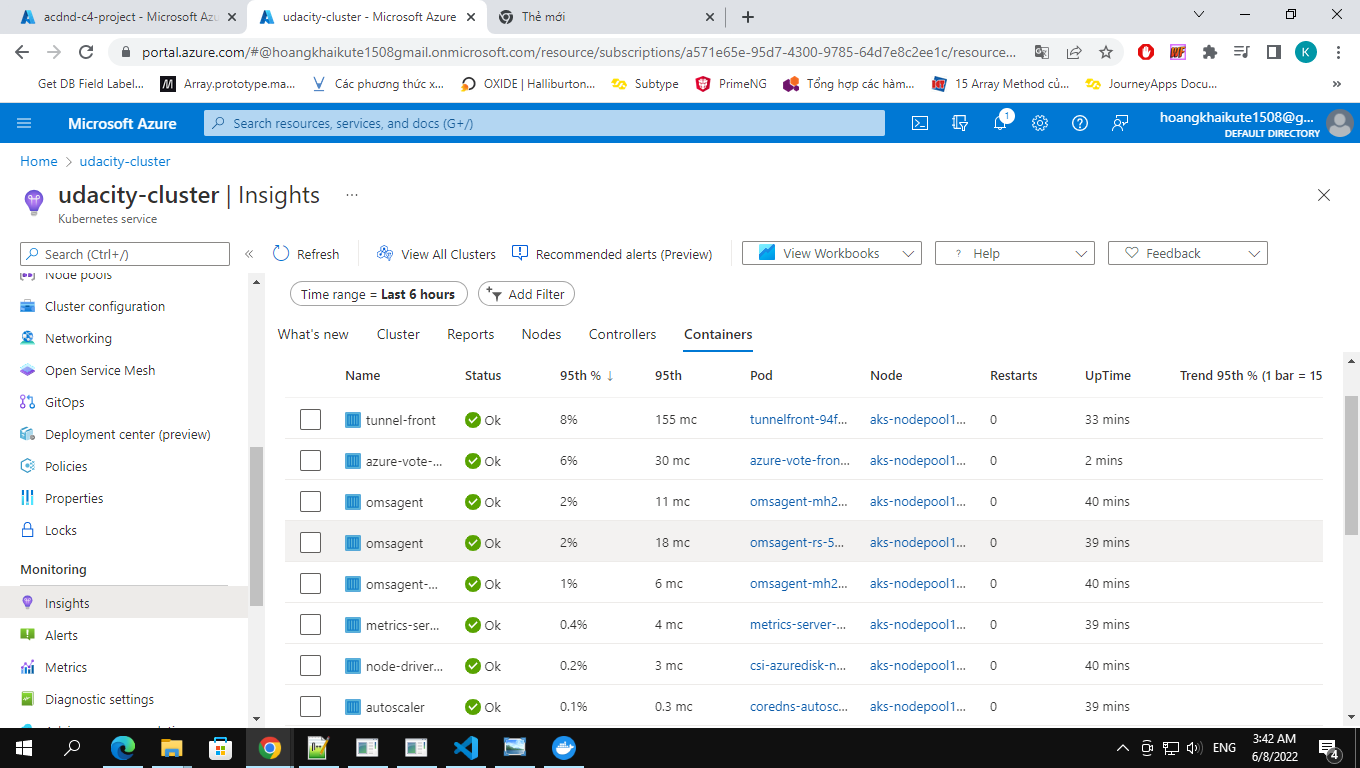 acdnd-c4-project - Microsoft Azu
udacity-cluster - Microsoft Azure
Thẻ mới
portal.azure.com/#@hoangkhaikute1508gmail.onmicrosoft.com/resource/subscriptions/a571e65e-95d7-4300-9785-64d7e8c2ee1c/resource...
K
Get DB Field Label...
Array.prototype.ma...
Các phương thức x...
OXIDE | Halliburton...
Subtype
PrimeNG
Tổng hợp các hàm...
15 Array Method củ...
JourneyApps Docu...
»
Microsoft Azure
Search resources, services, and docs (G+/)
1
hoangkhaikute1508@g...
DEFAULT DIRECTORY
Home > udacity-cluster
udacity-cluster | Insights ...
Kubernetes service
Search (Ctrl+/)
«
Refresh
View All Clusters
Recommended alerts (Preview)
View Workbooks
? Help
Feedback
Node pools
Cluster configuration
Networking
Open Service Mesh
GitOps
Deployment center (preview)
Policies
Properties
Locks
Monitoring
Insights
Alerts
Metrics
Diagnostic settings
Time range = Last 6 hours
Add Filter
What's new Cluster Reports Nodes Controllers Containers
Name Status 95th % ↓ 95th Pod Node Restarts UpTime Trend 95th % (1 bar = 15
tunnel-front Ok 8% 155 mc tunnelfront-94f... aks-nodepool1... 0 33 mins
azure-vote-... Ok 6% 30 mc azure-vote-fron... aks-nodepool1... 0 2 mins
omsagent Ok 2% 11 mc omsagent-mh2... aks-nodepool1... 0 40 mins
omsagent Ok 2% 18 mc omsagent-rs-5... aks-nodepool1... 0 39 mins
omsagent-... Ok 1% 6 mc omsagent-mh2... aks-nodepool1... 0 40 mins
metrics-ser... Ok 0.4% 4 mc metrics-server-... aks-nodepool1... 0 39 mins
node-driver... Ok 0.2% 3 mc csi-azuredisk-n... aks-nodepool1... 0 40 mins
autoscaler Ok 0.1% 0.3 mc coredns-autosc... aks-nodepool1... 0 39 mins
ENG
3:42 AM
6/8/2022
4